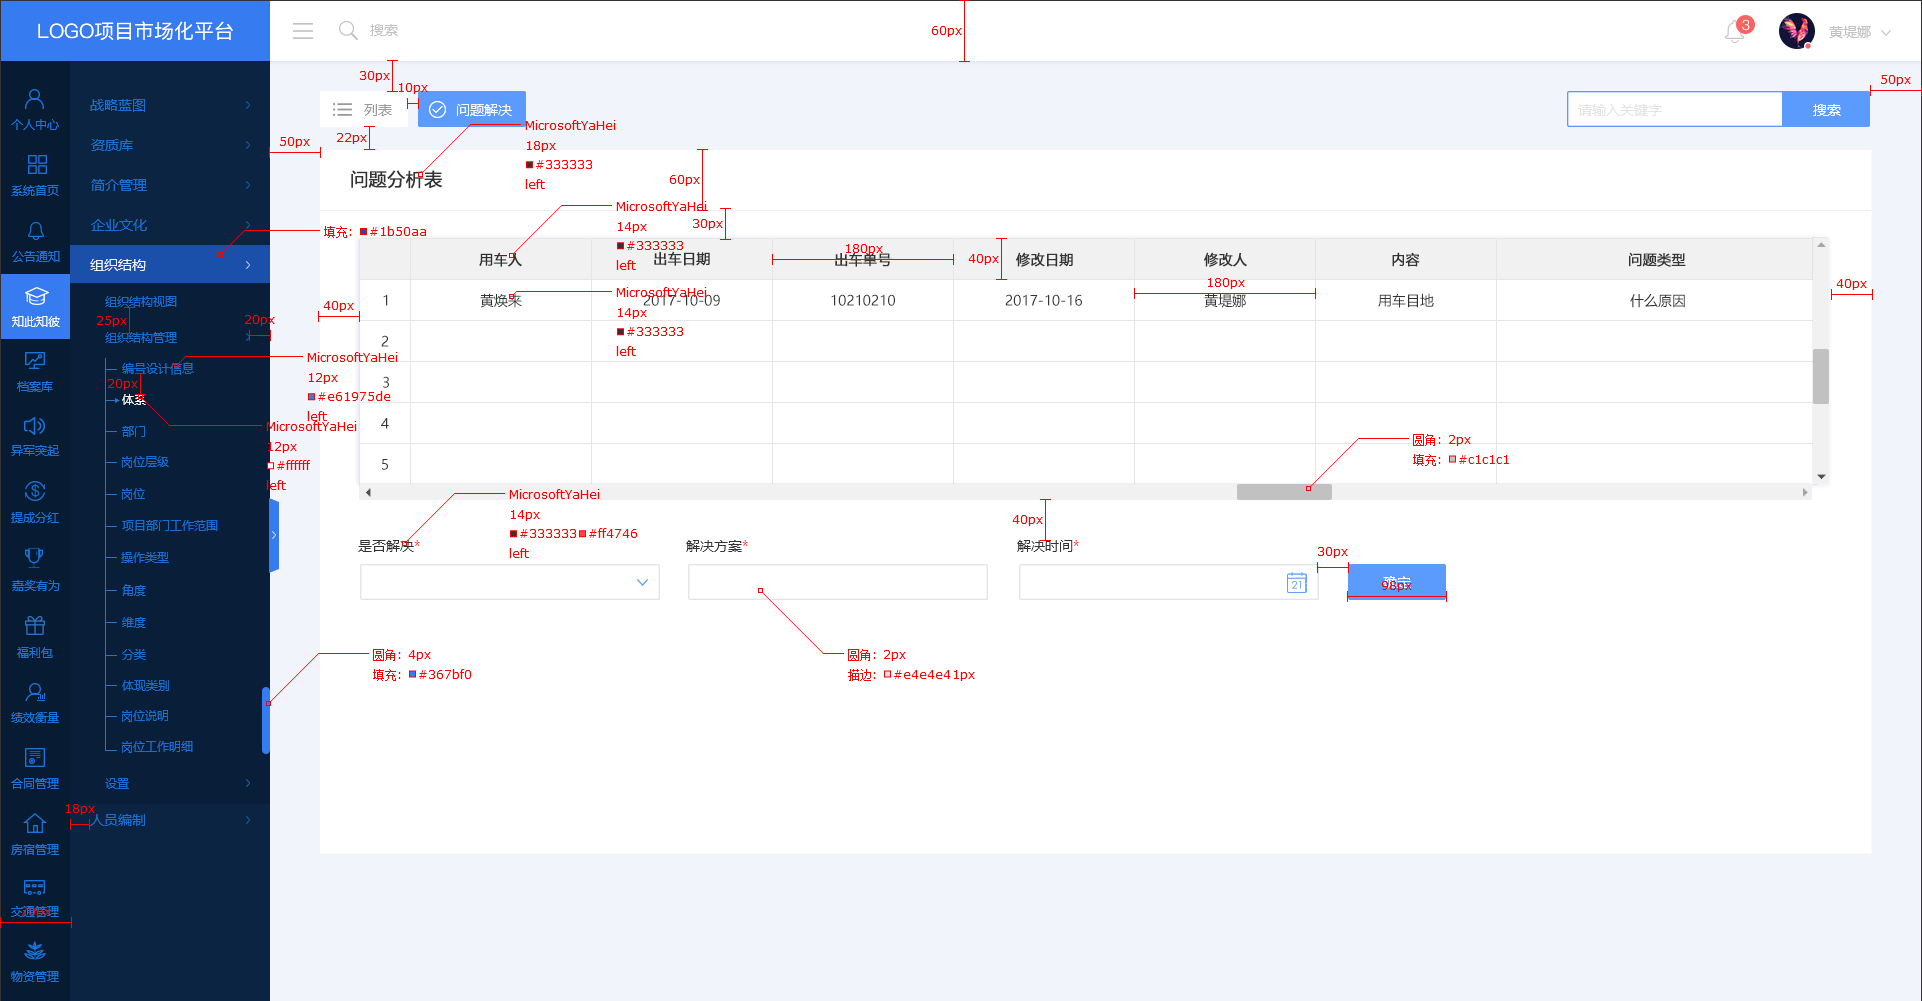 LOGO项目市场化平台
搜索
60px
3
黄堤娜
30px
10px
50px
列表
问题解决
请输入关键字
搜索
22px
50px
MicrosoftYaHei
18px
#333333
left
问题分析表
60px
30px
MicrosoftYaHei
14px
#333333
left
填充：#1b50aa
用车人
出车日期
180px
出车单号
40px
修改日期
修改人
内容
问题类型
180px
40px
40px
1
黄焕来
2017-10-09
10210210
2017-10-16
黄堤娜
用车目地
什么原因
MicrosoftYaHei
14px
#333333
left
2
3
4
5
MicrosoftYaHei
12px
#e61975de
left
MicrosoftYaHei
12px
#ffffff
left
圆角：2px
填充：#c1c1c1
MicrosoftYaHei
14px
#333333 #ff4746
left
40px
是否解决*
解决方案*
解决时间*
21
30px
98px
圆角：4px
填充：#367bf0
圆角：2px
描边：#e4e4e41px
个人中心
系统首页
公告通知
知此知彼
档案库
异军突起
提成分红
嘉奖有为
福利包
绩效衡量
合同管理
房宿管理
交通管理
物资管理
战略蓝图
资质库
简介管理
企业文化
组织结构
组织结构视图
25px
20px
组织结构管理
编号设计信息
20px
体系
部门
岗位层级
岗位
项目部门工作范围
操作类型
角度
维度
分类
体现类别
岗位说明
岗位工作明细
设置
18px
人员编制